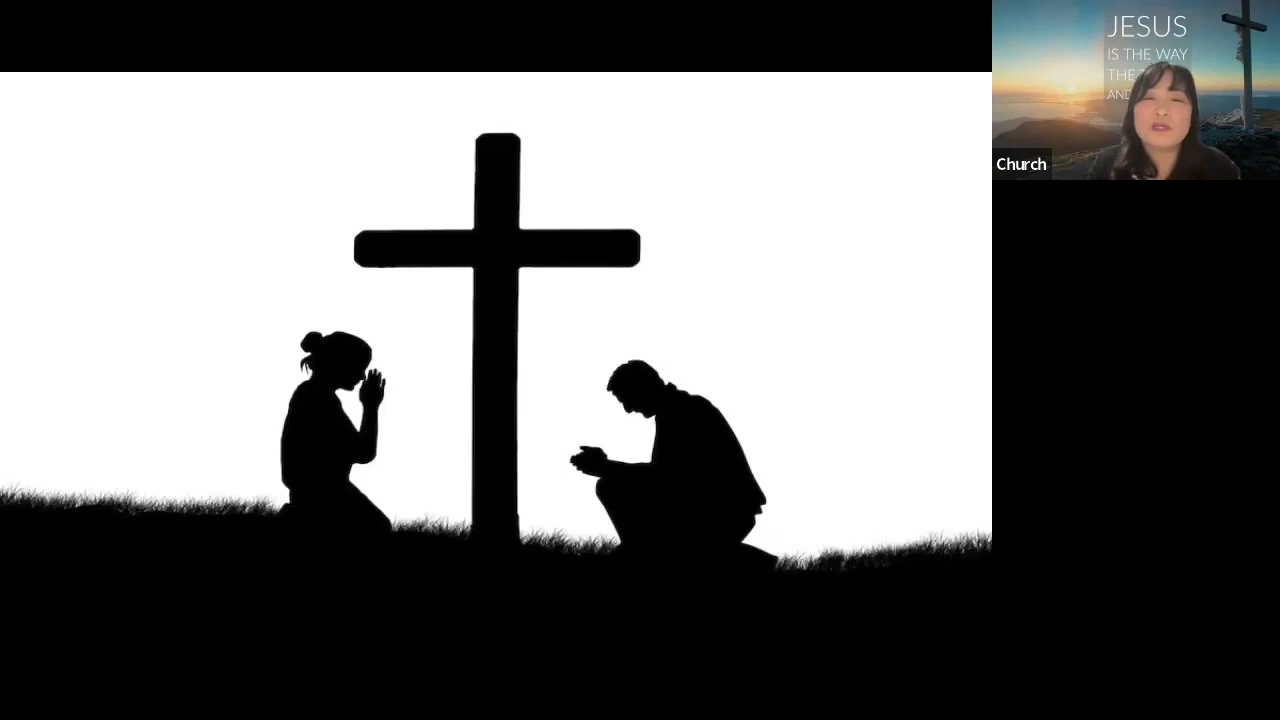 JESUS
IS THE WAY
THE
AND
Church